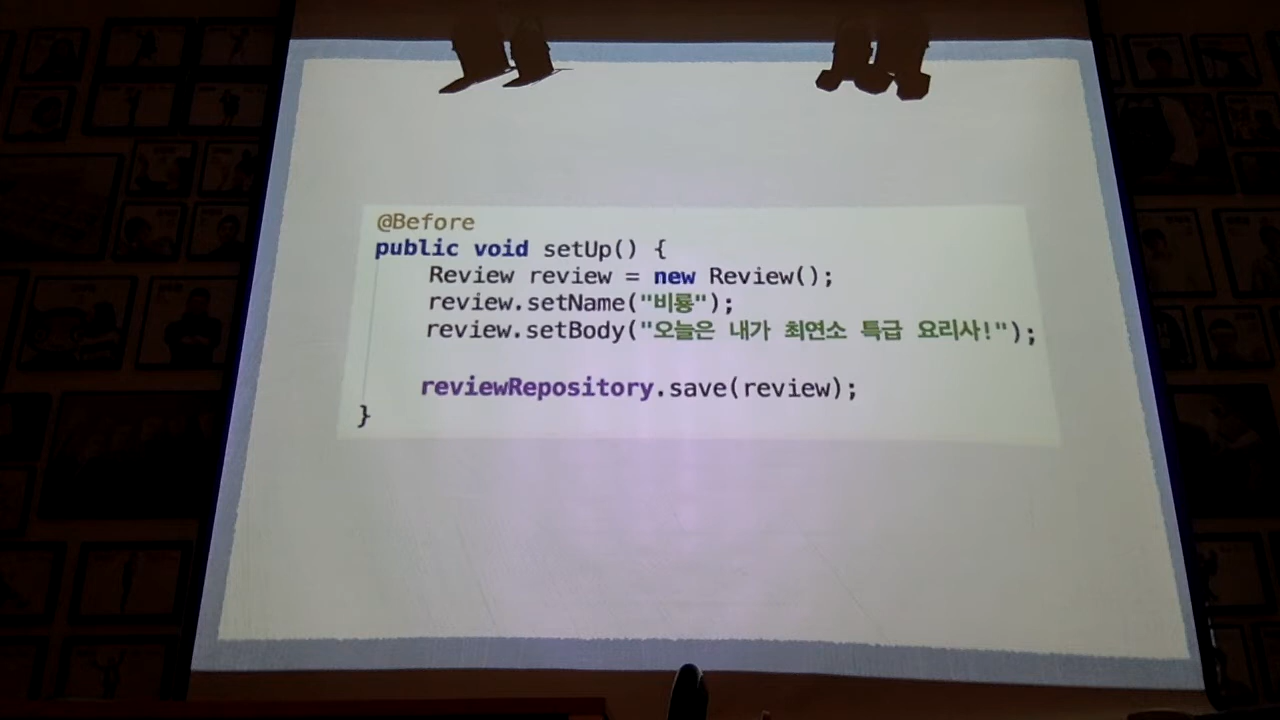 @Before
public void setUp() {
Review review = new Review();
review.setName("비룡");
review.setBody("오늘은 내가 최연소 특급 요리사!");
reviewRepository.save(review);
}